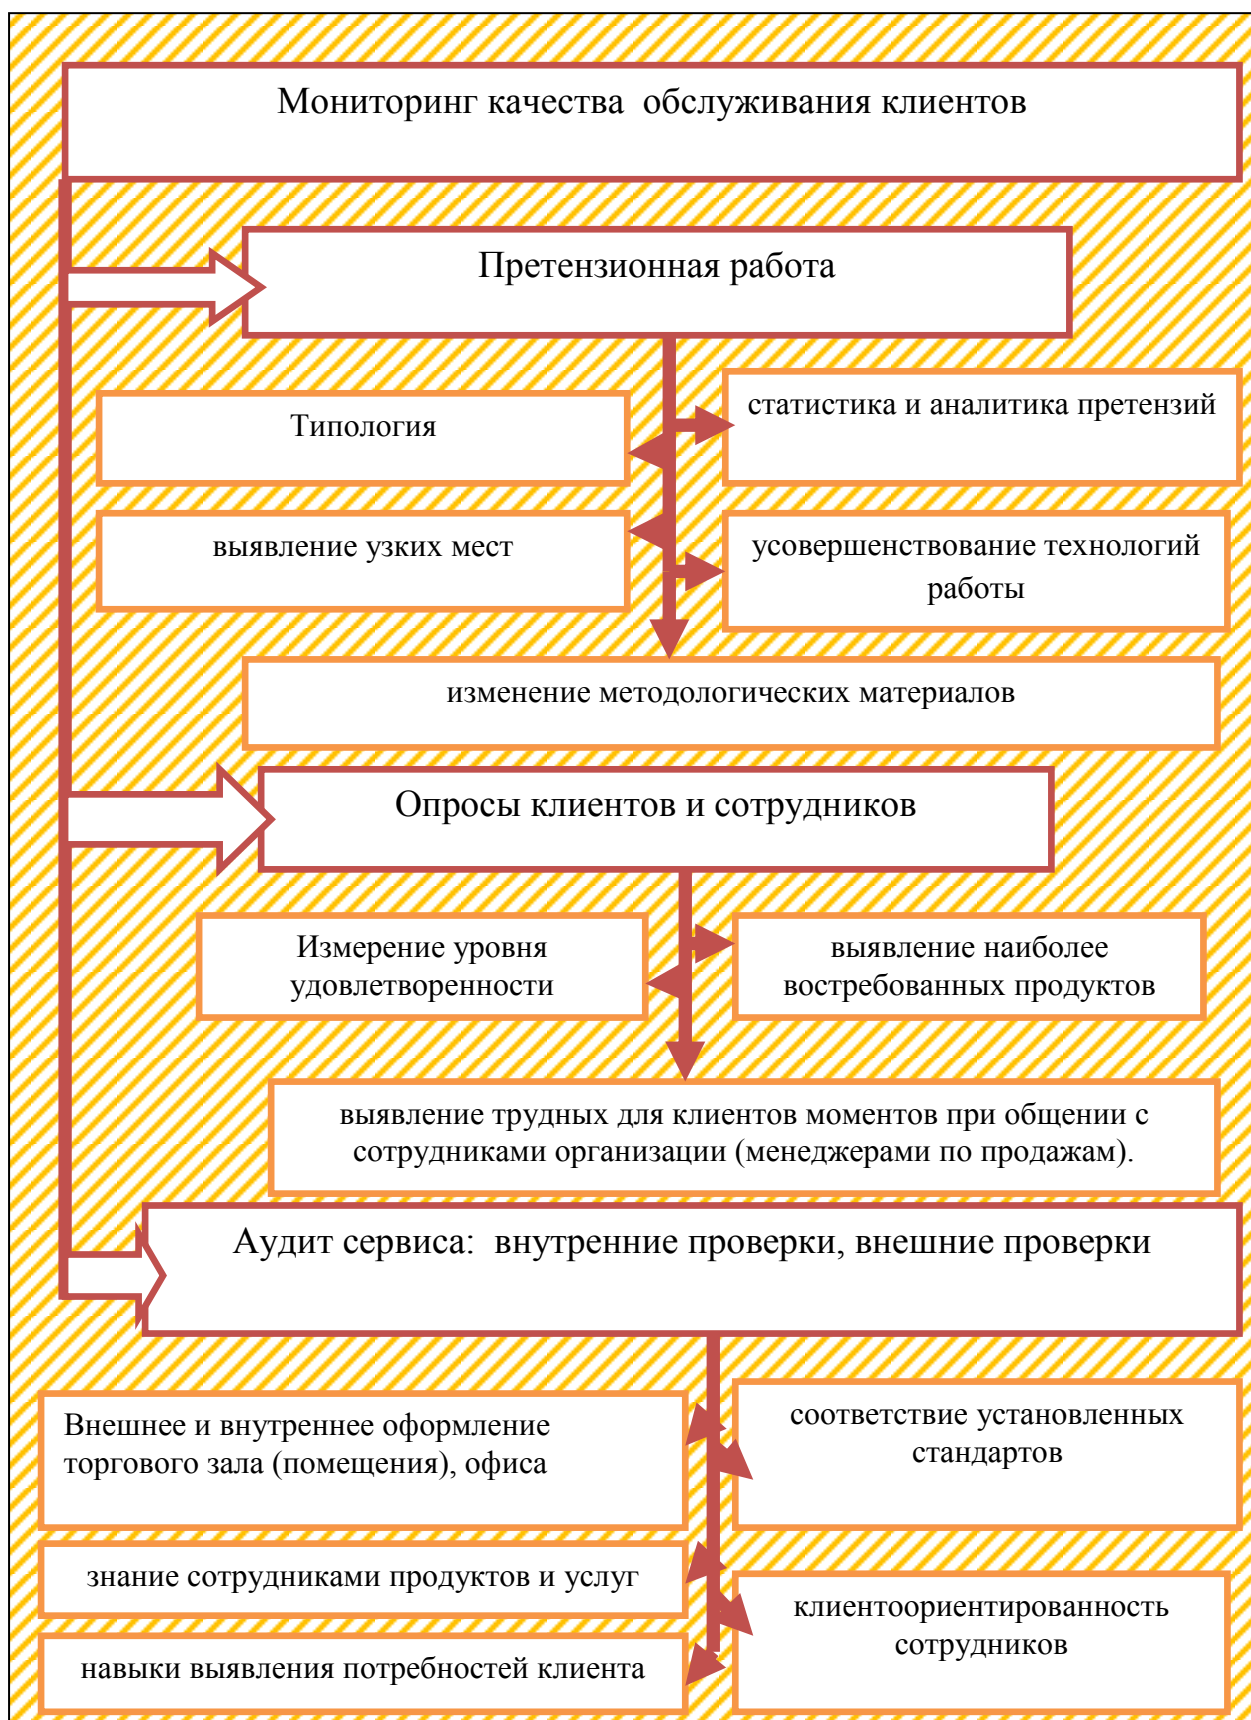 Мониторинг качества обслуживания клиентов
Претензионная работа
Типология
статистика и аналитика претензий
выявление узких мест
усовершенствование технологий
работы
изменение методологических материалов
Опросы клиентов и сотрудников
Измерение уровня
удовлетворенности
выявление наиболее
востребованных продуктов
выявление трудных для клиентов моментов при общении с
сотрудниками организации (менеджерами по продажам).
Аудит сервиса: внутренние проверки, внешние проверки
Внешнее и внутреннее оформление
торгового зала (помещения), офиса
соответствие установленных
стандартов
знание сотрудниками продуктов и услуг
клиентоориентированность
сотрудников
навыки выявления потребностей клиента